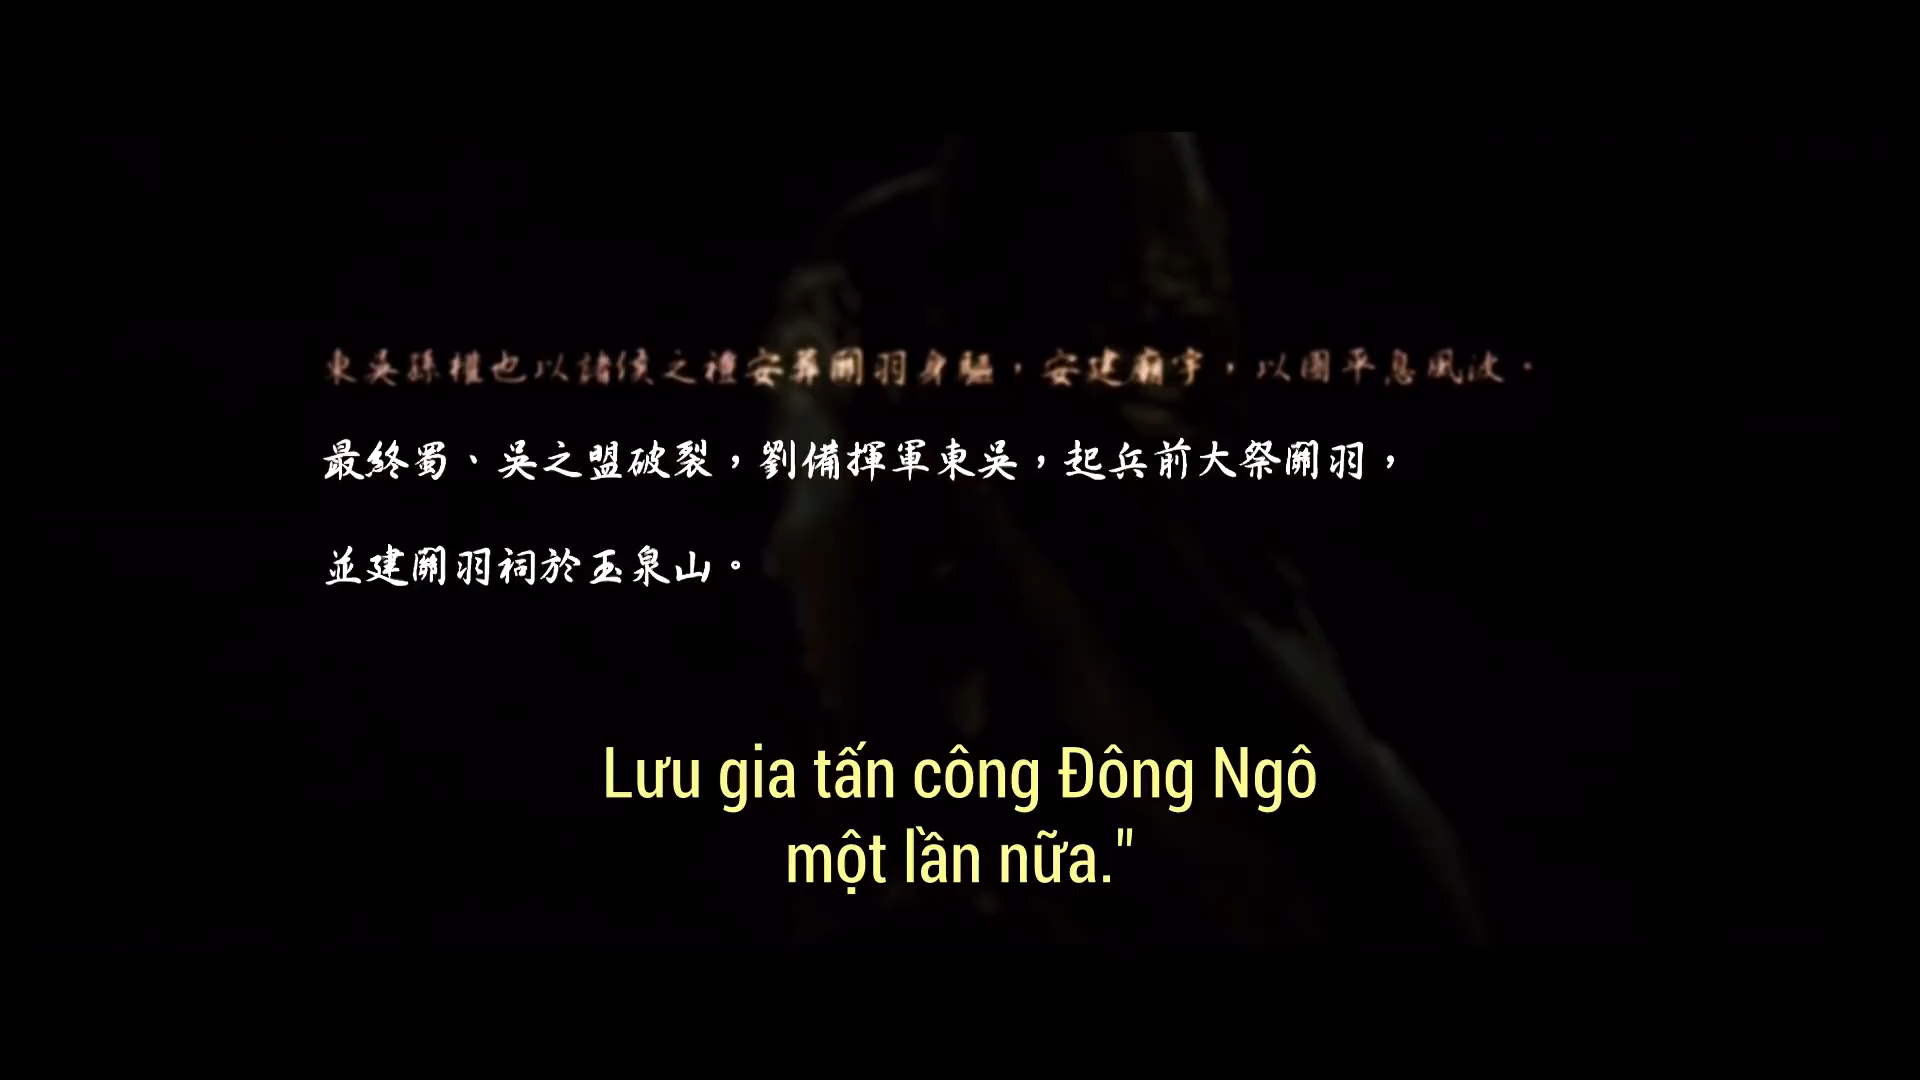 東吳孫權也以諸侯之禮安葬關羽身軀，安建廟宇，以圖平息風波。
最終蜀、吳之盟破裂，劉備揮軍東吳，起兵前大祭關羽，
並建關羽祠於玉泉山。
Lưu gia tấn công Đông Ngô
một lần nữa."